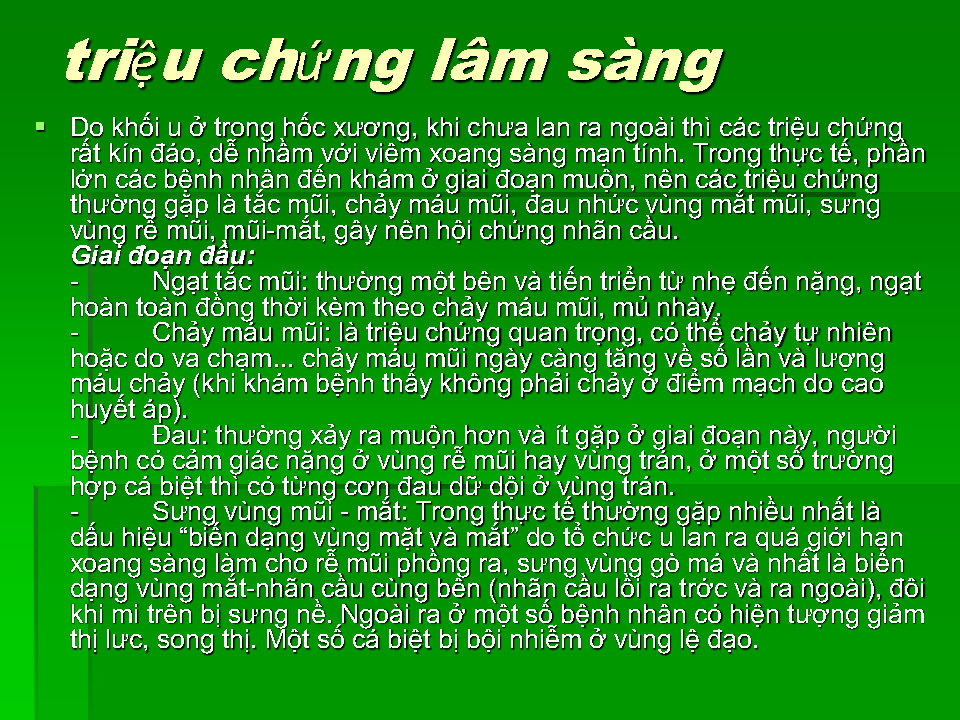 triệu chứng lâm sàng
Do khối u ở trong hốc xương, khi chưa lan ra ngoài thì các triệu chứng
rất kín đáo, dễ nhầm với viêm xoang sàng mạn tính. Trong thực tế, phần
lớn các bệnh nhân đến khám ở giai đoạn muộn, nên các triệu chứng
thường gặp là tắc mũi, chảy máu mũi, đau nhức vùng mắt mũi, sưng
vùng rễ mũi, mũi-mắt, gây nên hội chứng nhãn cầu.
Giai đoạn đầu:
- Ngạt tắc mũi: thường một bên và tiến triển từ nhẹ đến nặng, ngạt
hoàn toàn đồng thời kèm theo chảy máu mũi, mủ nhày.
- Chảy máu mũi: là triệu chứng quan trọng, có thể chảy tự nhiên
hoặc do va chạm... chảy máu mũi ngày càng tăng về số lần và lượng
máu chảy (khi khám bệnh thấy không phải chảy ở điểm mạch do cao
huyết áp).
- Đau: thường xảy ra muộn hơn và ít gặp ở giai đoạn này, người
bệnh có cảm giác nặng ở vùng rễ mũi hay vùng trán, ở một số trường
hợp cá biệt thì có từng cơn đau dữ dội ở vùng trán.
- Sưng vùng mũi - mắt: Trong thực tế thường gặp nhiều nhất là
dấu hiệu “biến dạng vùng mặt và mắt” do tổ chức u lan ra quá giới hạn
xoang sàng làm cho rễ mũi phồng ra, sưng vùng gò má và nhất là biến
dạng vùng mắt-nhãn cầu cùng bên (nhãn cầu lồi ra trớc và ra ngoài), đôi
khi mi trên bị sưng nề. Ngoài ra ở một số bệnh nhân có hiện tượng giảm
thị lưc, song thị. Một số cá biệt bị bội nhiễm ở vùng lệ đạo.